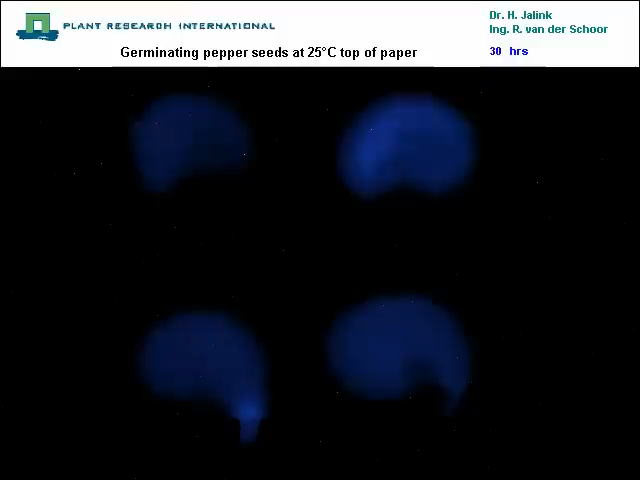 PLANT RESEARCH INTERNATIONAL
Dr. H. Jalink
Ing. R. van der Schoor
Germinating pepper seeds at 25°C top of paper
30 hrs